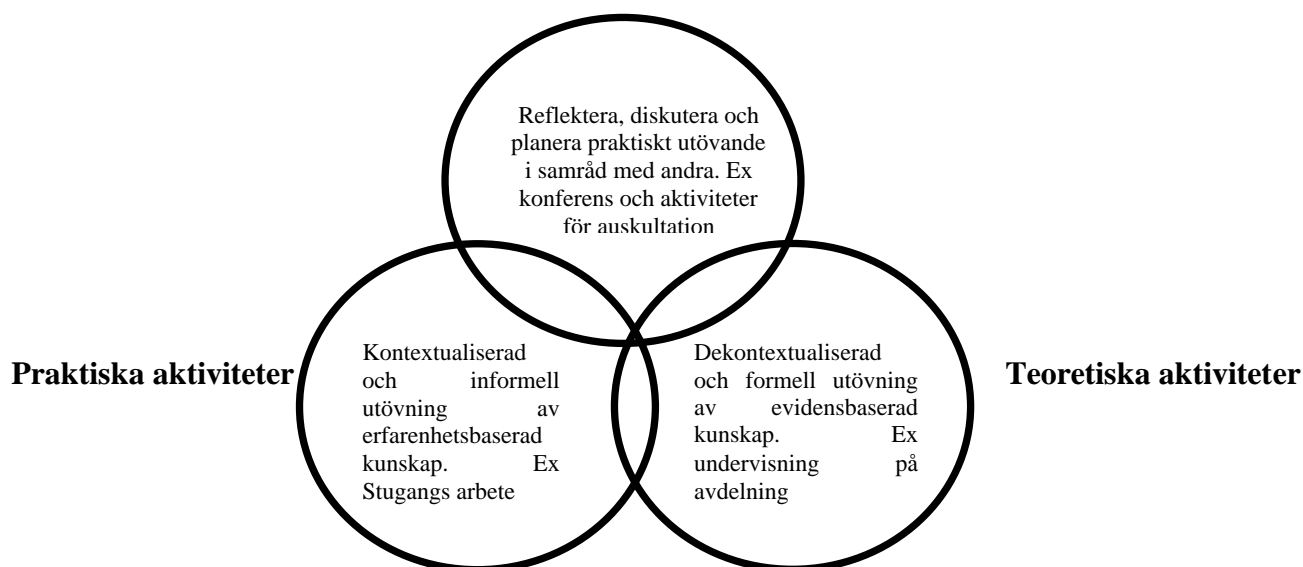 Reflektera, diskutera och
planera praktiskt utövande
i samråd med andra. Ex
konferens och aktiviteter
för auskultation
Praktiska aktiviteter
Kontextualiserad
och informell
utövning av
erfarenhetsbaserad
kunskap. Ex
Stugangs arbete
Dekontextualiserad
och formell utövning
av evidensbaserad
kunskap. Ex
undervisning på
avdelning
Teoretiska aktiviteter